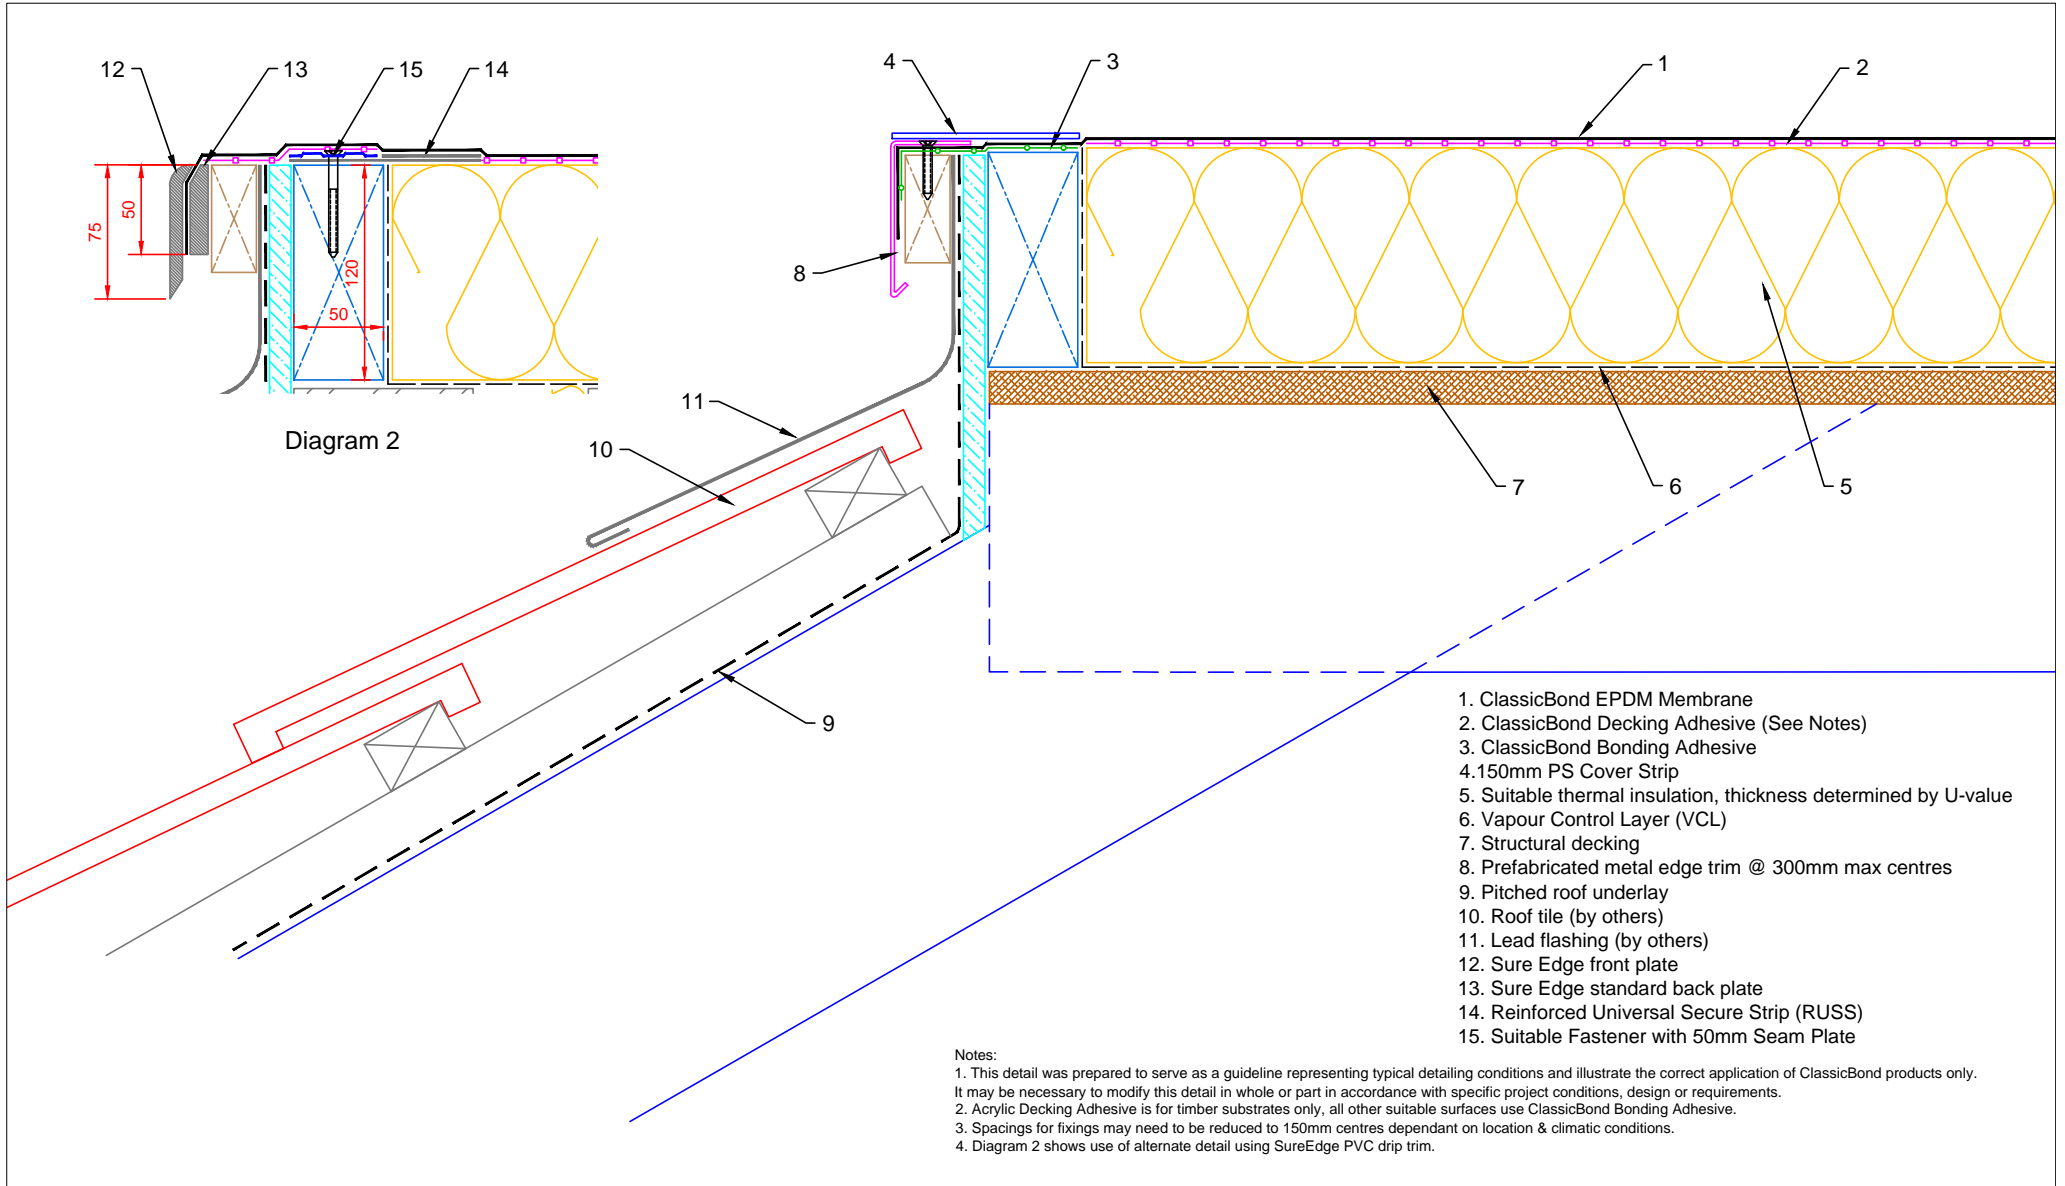 12
13
15
14
4
3
1
2
75
50
120
50
8
11
10
7
6
5
Diagram 2
9
1. ClassicBond EPDM Membrane
2. ClassicBond Decking Adhesive (See Notes)
3. ClassicBond Bonding Adhesive
4.150mm PS Cover Strip
5. Suitable thermal insulation, thickness determined by U-value
6. Vapour Control Layer (VCL)
7. Structural decking
8. Prefabricated metal edge trim @ 300mm max centres
9. Pitched roof underlay
10. Roof tile (by others)
11. Lead flashing (by others)
12. Sure Edge front plate
13. Sure Edge standard back plate
14. Reinforced Universal Secure Strip (RUSS)
15. Suitable Fastener with 50mm Seam Plate
Notes:
1. This detail was prepared to serve as a guideline representing typical detailing conditions and illustrate the correct application of ClassicBond products only.
It may be necessary to modify this detail in whole or part in accordance with specific project conditions, design or requirements.
2. Acrylic Decking Adhesive is for timber substrates only, all other suitable surfaces use ClassicBond Bonding Adhesive.
3. Spacings for fixings may need to be reduced to 150mm centres dependant on location & climatic conditions.
4. Diagram 2 shows use of alternate detail using SureEdge PVC drip trim.